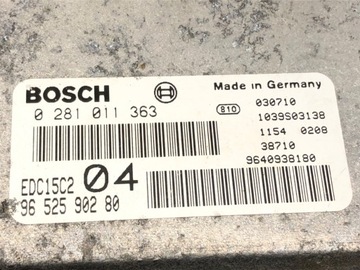 BOSCH
Made in Germany
0 281 011 363
810
030710
1039S03138
1154 0208
38710
9640938180
EDC15C2 04
96 525 902 80